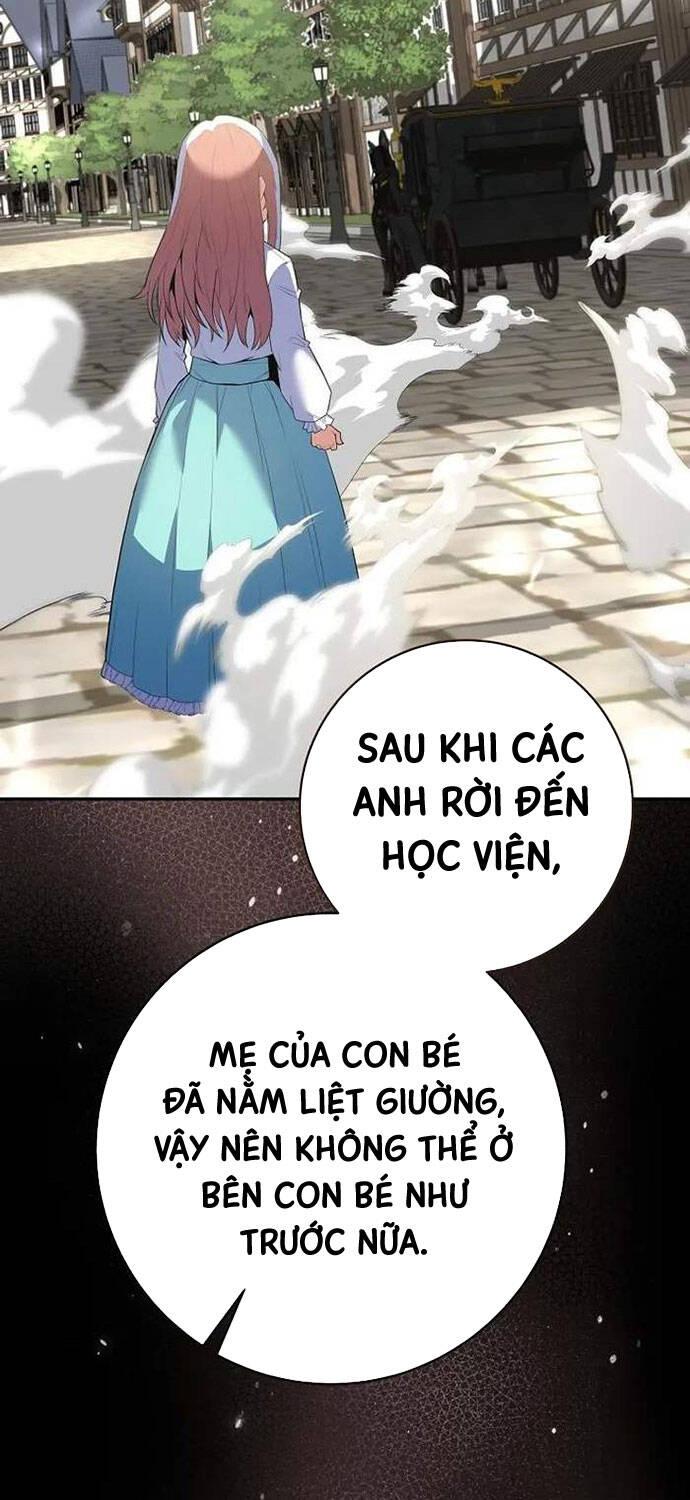 SAU KHI CÁC
ANH RỜI ĐẾN
HỌC VIỆN,
MẸ CỦA CON BÉ
ĐÃ NẰM LIỆT GIƯỜNG,
VẬY NÊN KHÔNG THỂ Ở
BÊN CON BÉ NHƯ
TRƯỚC NỮA.